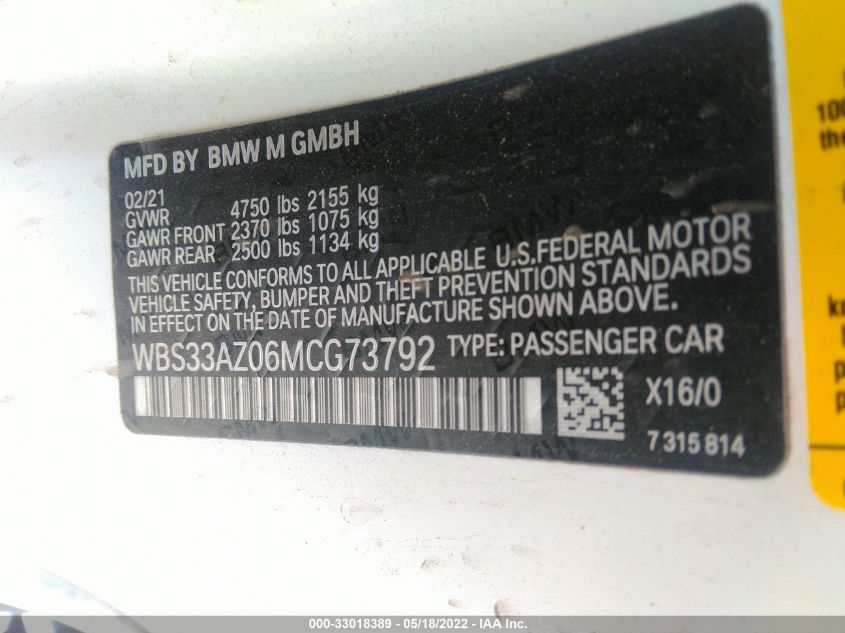 MFD BY BMW M GMBH
02/21
GVWR 4750 lbs 2155 kg
GAWR FRONT 2370 lbs 1075 kg
GAWR REAR 2500 lbs 1134 kg
THIS VEHICLE CONFORMS TO ALL APPLICABLE U.S.FEDERAL MOTOR
VEHICLE SAFETY, BUMPER AND THEFT PREVENTION STANDARDS
IN EFFECT ON THE DATE OF MANUFACTURE SHOWN ABOVE.
WBS33AZ06MCG73792 TYPE: PASSENGER CAR
X16/0
7 315 814
100
the
000-33018389 - 05/18/2022 - IAA Inc.